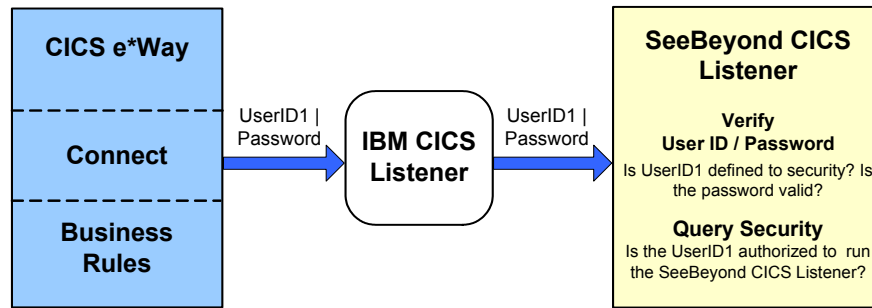 CICS e*Way
Connect
Business
Rules
UserID1 |
Password
IBM CICS
Listener
UserID1 |
Password
SeeBeyond CICS
Listener
Verify
User ID / Password
Is UserID1 defined to security? Is
the password valid?
Query Security
Is the UserID1 authorized to run
the SeeBeyond CICS Listener?